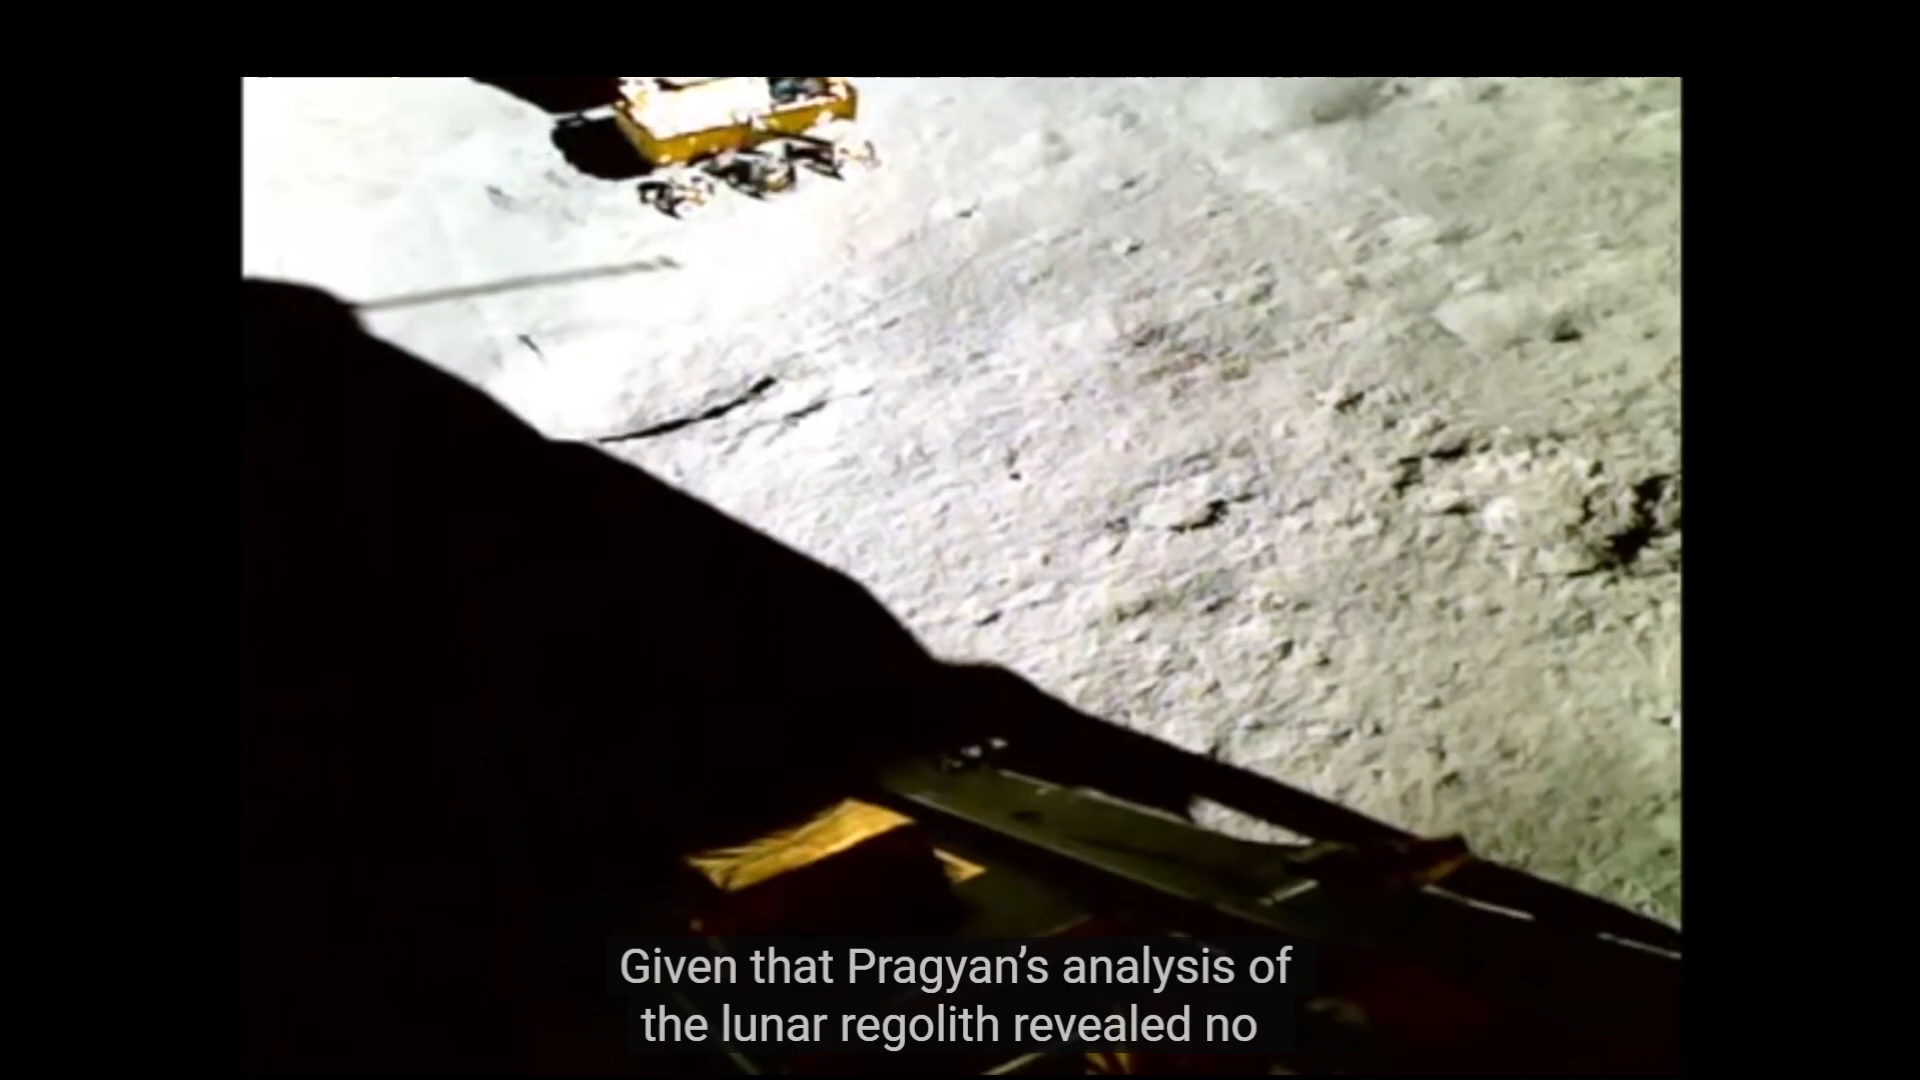 Given that Pragyan’s analysis of
the lunar regolith revealed no